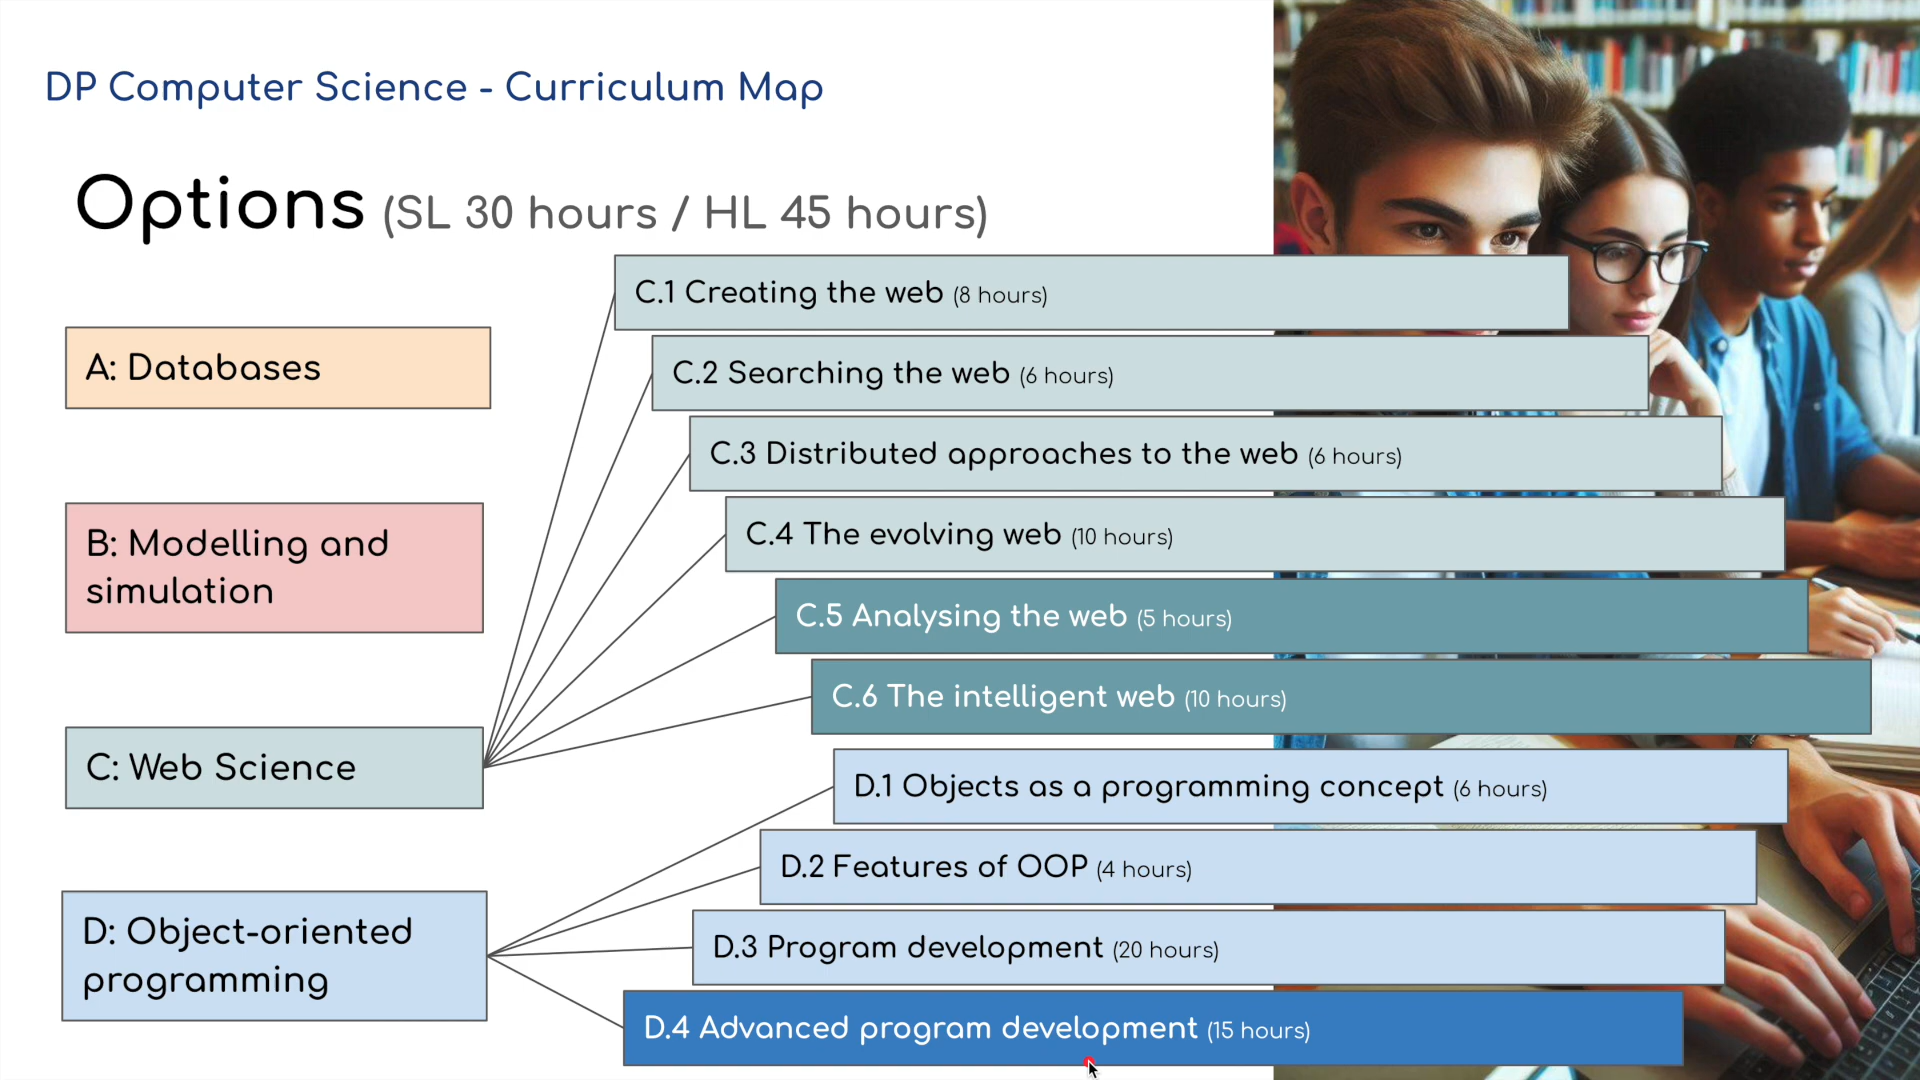 DP Computer Science - Curriculum Map
Options (SL 30 hours / HL 45 hours)
A: Databases
B: Modelling and
simulation
C: Web Science
C.1 Creating the web (8 hours)
C.2 Searching the web (6 hours)
C.3 Distributed approaches to the web (6 hours)
C.4 The evolving web (10 hours)
C.5 Analysing the web (5 hours)
C.6 The intelligent web (10 hours)
D: Object-oriented
programming
D.1 Objects as a programming concept (6 hours)
D.2 Features of OOP (4 hours)
D.3 Program development (20 hours)
D.4 Advanced program development (15 hours)